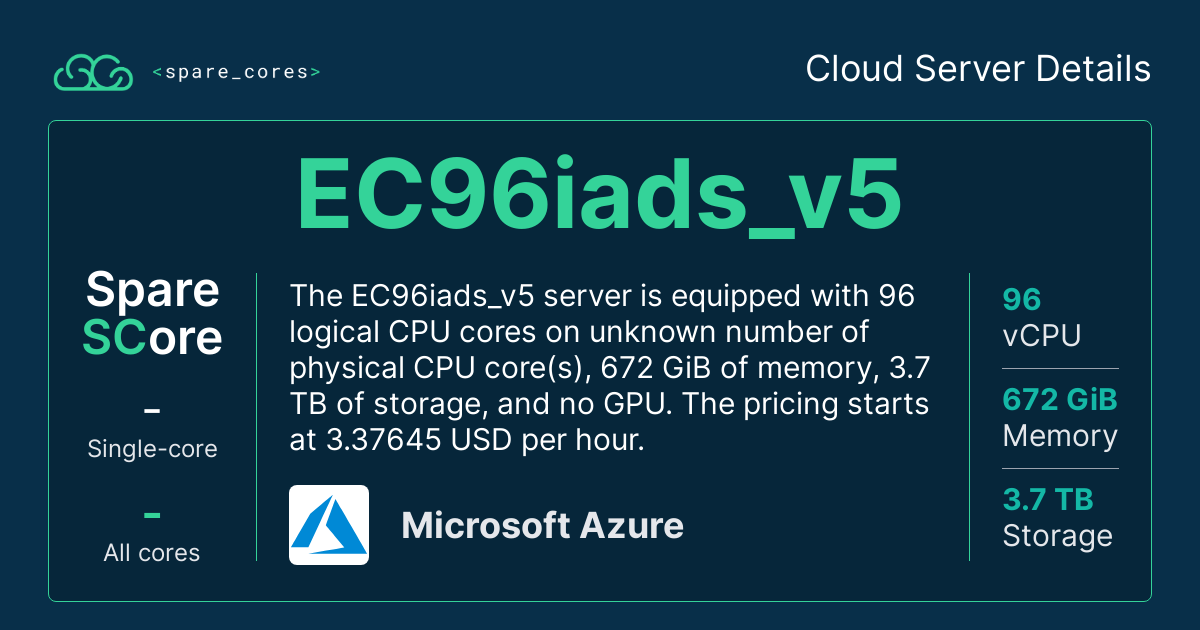 <spare_cores>
Cloud Server Details
EC96iads_v5
Spare
SCore
–
Single-core
–
All cores
The EC96iads_v5 server is equipped with 96
logical CPU cores on unknown number of
physical CPU core(s), 672 GiB of memory, 3.7
TB of storage, and no GPU. The pricing starts
at 3.37645 USD per hour.
Microsoft Azure
96
vCPU
672 GiB
Memory
3.7 TB
Storage